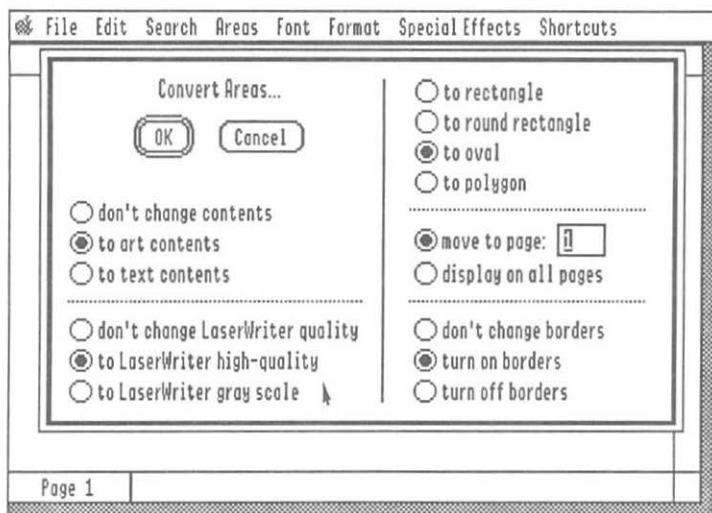 File Edit Search Areas Font Format Special Effects Shortcuts
Convert Areas...
OK Cancel
don't change contents
to art contents
to text contents
don't change LaserWriter quality
to LaserWriter high-quality
to LaserWriter gray scale
to rectangle
to round rectangle
to oval
to polygon
move to page: 1
display on all pages
don't change borders
turn on borders
turn off borders
Page 1